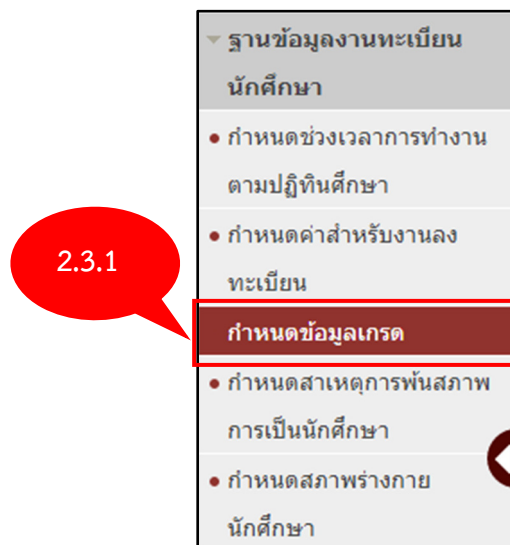 ฐานข้อมูลงานทะเบียน
นักศึกษา
กำหนดช่วงเวลาการทำงาน
ตามปฏิทินศึกษา
กำหนดค่าสำหรับงานลง
ทะเบียน
2.3.1
กำหนดข้อมูลเกรด
กำหนดสาเหตุการพ้นสภาพ
การเป็นนักศึกษา
กำหนดสภาพร่างกาย
นักศึกษา